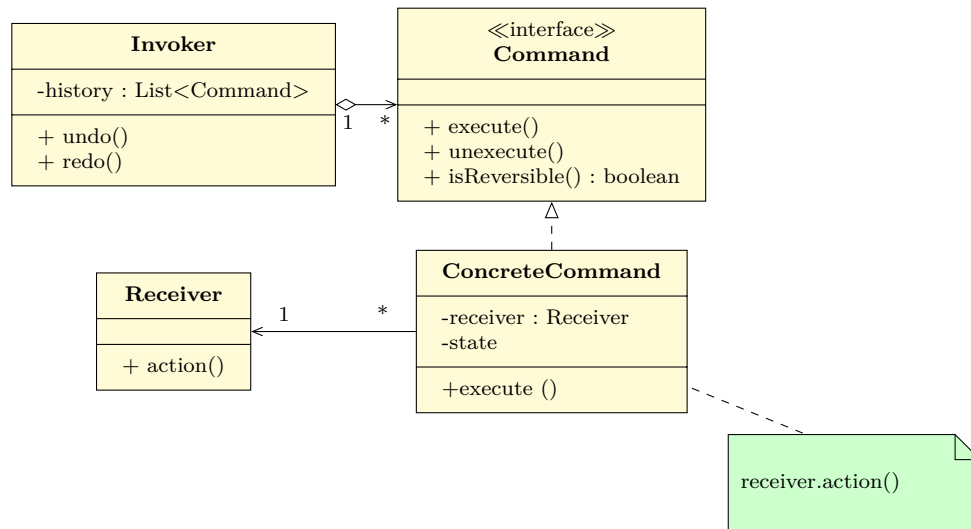 Invoker
-history : List<Command>
+ undo()
+ redo()
≪interface≫
Command
+ execute()
+ unexecute()
+ isReversible() : boolean
1
*
Receiver
+ action()
1
*
ConcreteCommand
-receiver : Receiver
-state
+execute ()
receiver.action()